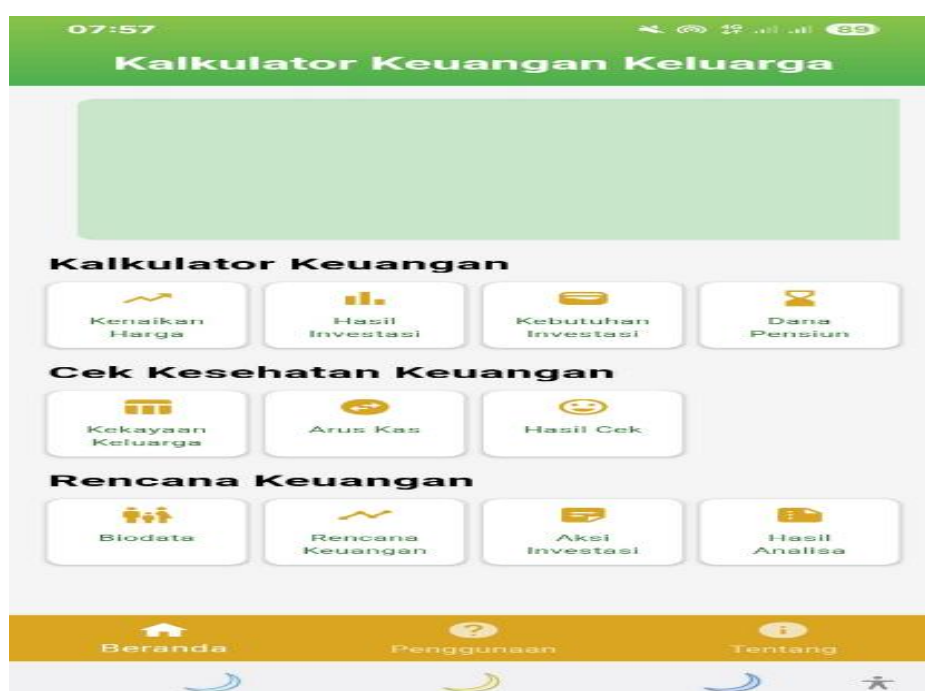 07:57
4G
89
Kalkulator Keuangan Keluarga
Kalkulator Keuangan
Kenaikan
Harga
Hasil
Investasi
Kebutuhan
Investasi
Dana
Pensiun
Cek Kesehatan Keuangan
Kekayaan
Keluarga
Arus Kas
Hasil Cek
Rencana Keuangan
Biodata
Rencana
Keuangan
Aksi
Investasi
Hasil
Analisa
Beranda
Penggunaan
Tentang